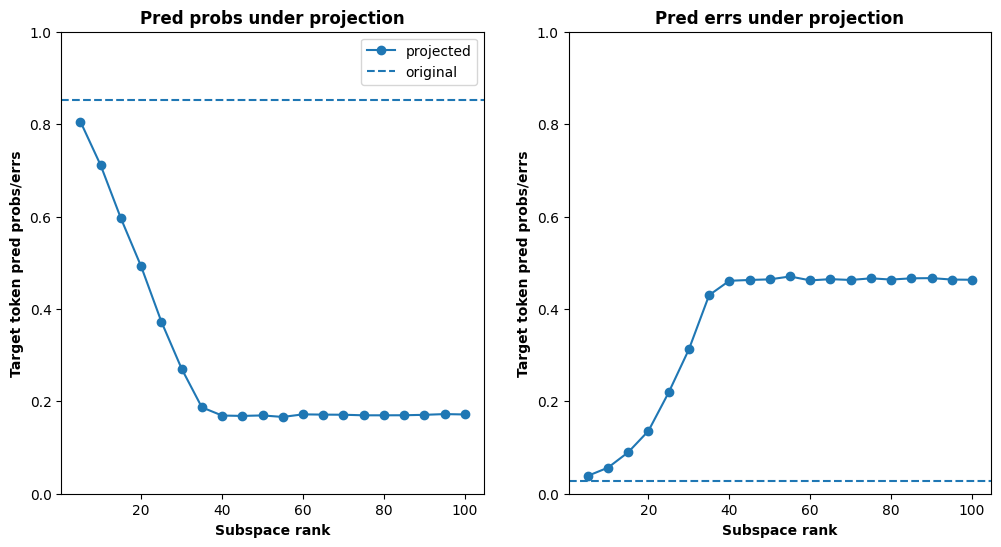 Pred probs under projection
Target token pred probs/errs
1.0
0.8
0.6
0.4
0.2
0.0
projected
original
20 40 60 80 100
Subspace rank
Pred errs under projection
Target token pred probs/errs
1.0
0.8
0.6
0.4
0.2
0.0
20 40 60 80 100
Subspace rank